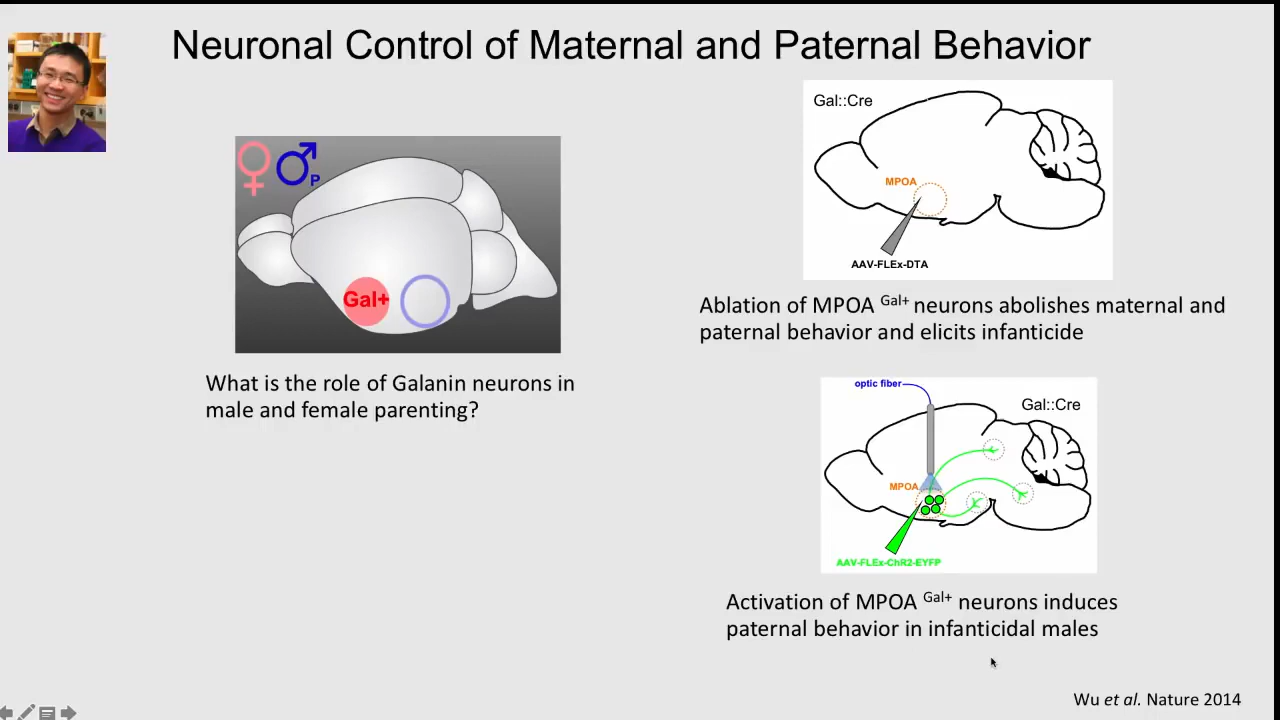 Neuronal Control of Maternal and Paternal Behavior
P
Gal+
What is the role of Galanin neurons in
male and female parenting?
Gal::Cre
MPOA
AAV-FLEx-DTA
Ablation of MPOA Gal+ neurons abolishes maternal and
paternal behavior and elicits infanticide
optic fiber
Gal::Cre
MPOA
AAV-FLEx-ChR2-EYFP
Activation of MPOA Gal+ neurons induces
paternal behavior in infanticidal males
Wu et al. Nature 2014